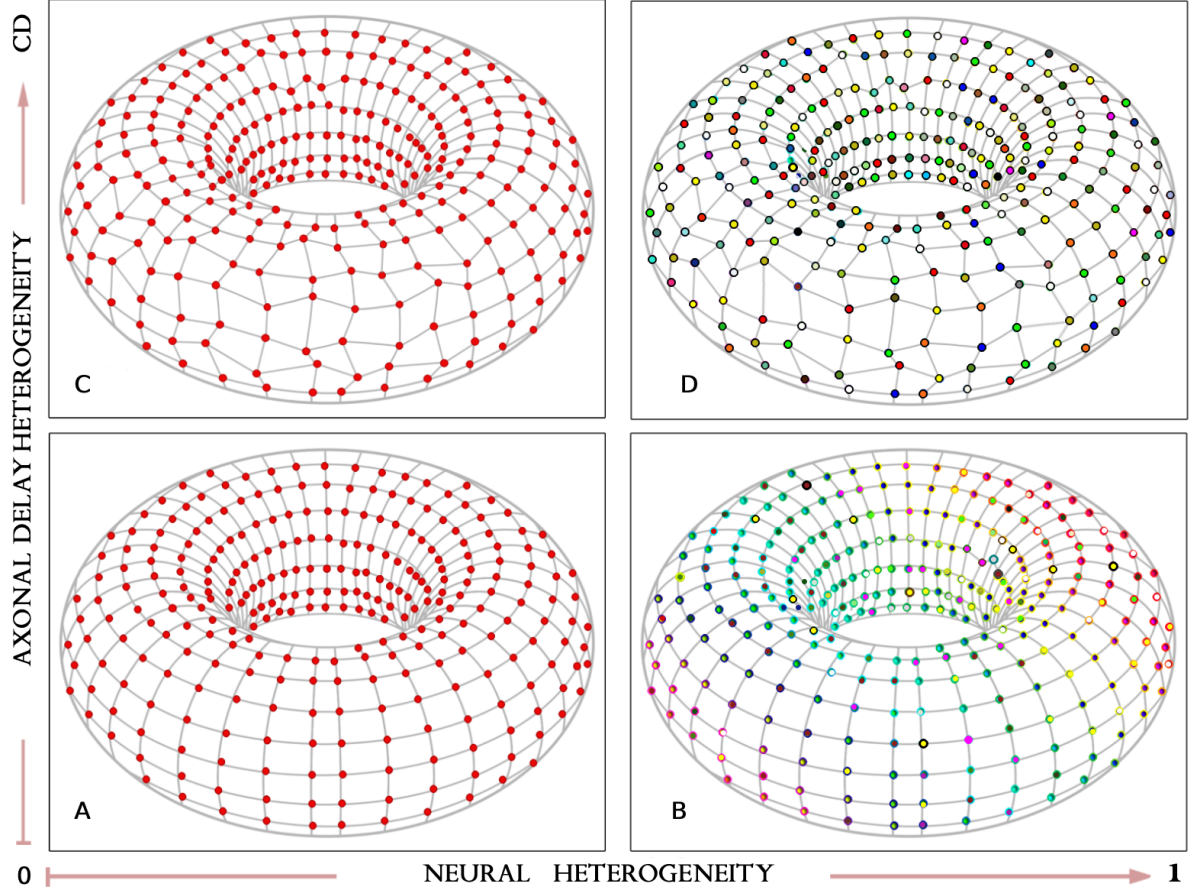 CD
AXONAL DELAY HETEROGENEITY
C
D
A
B
0
NEURAL HETEROGENEITY
1